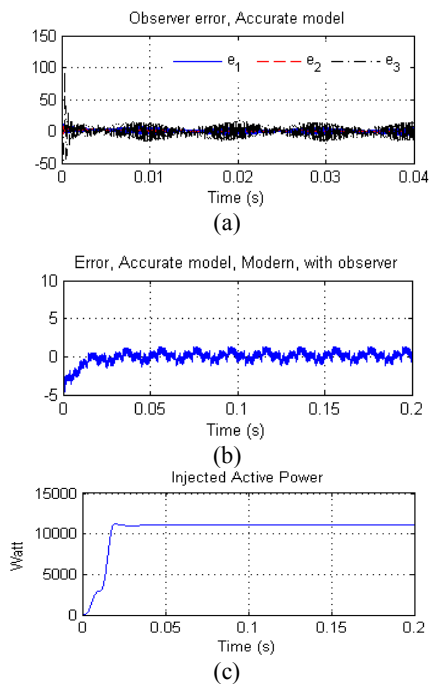 Observer error, Accurate model
150
100
50
0
-50
e1
e2
e3
0
0.01
0.02
0.03
0.04
Time (s)
(a)
Error, Accurate model, Modern, with observer
10
5
0
-5
0
0.05
0.1
0.15
0.2
Time (s)
(b)
Injected Active Power
15000
10000
5000
0
Watt
0
0.05
0.1
0.15
0.2
Time (s)
(c)